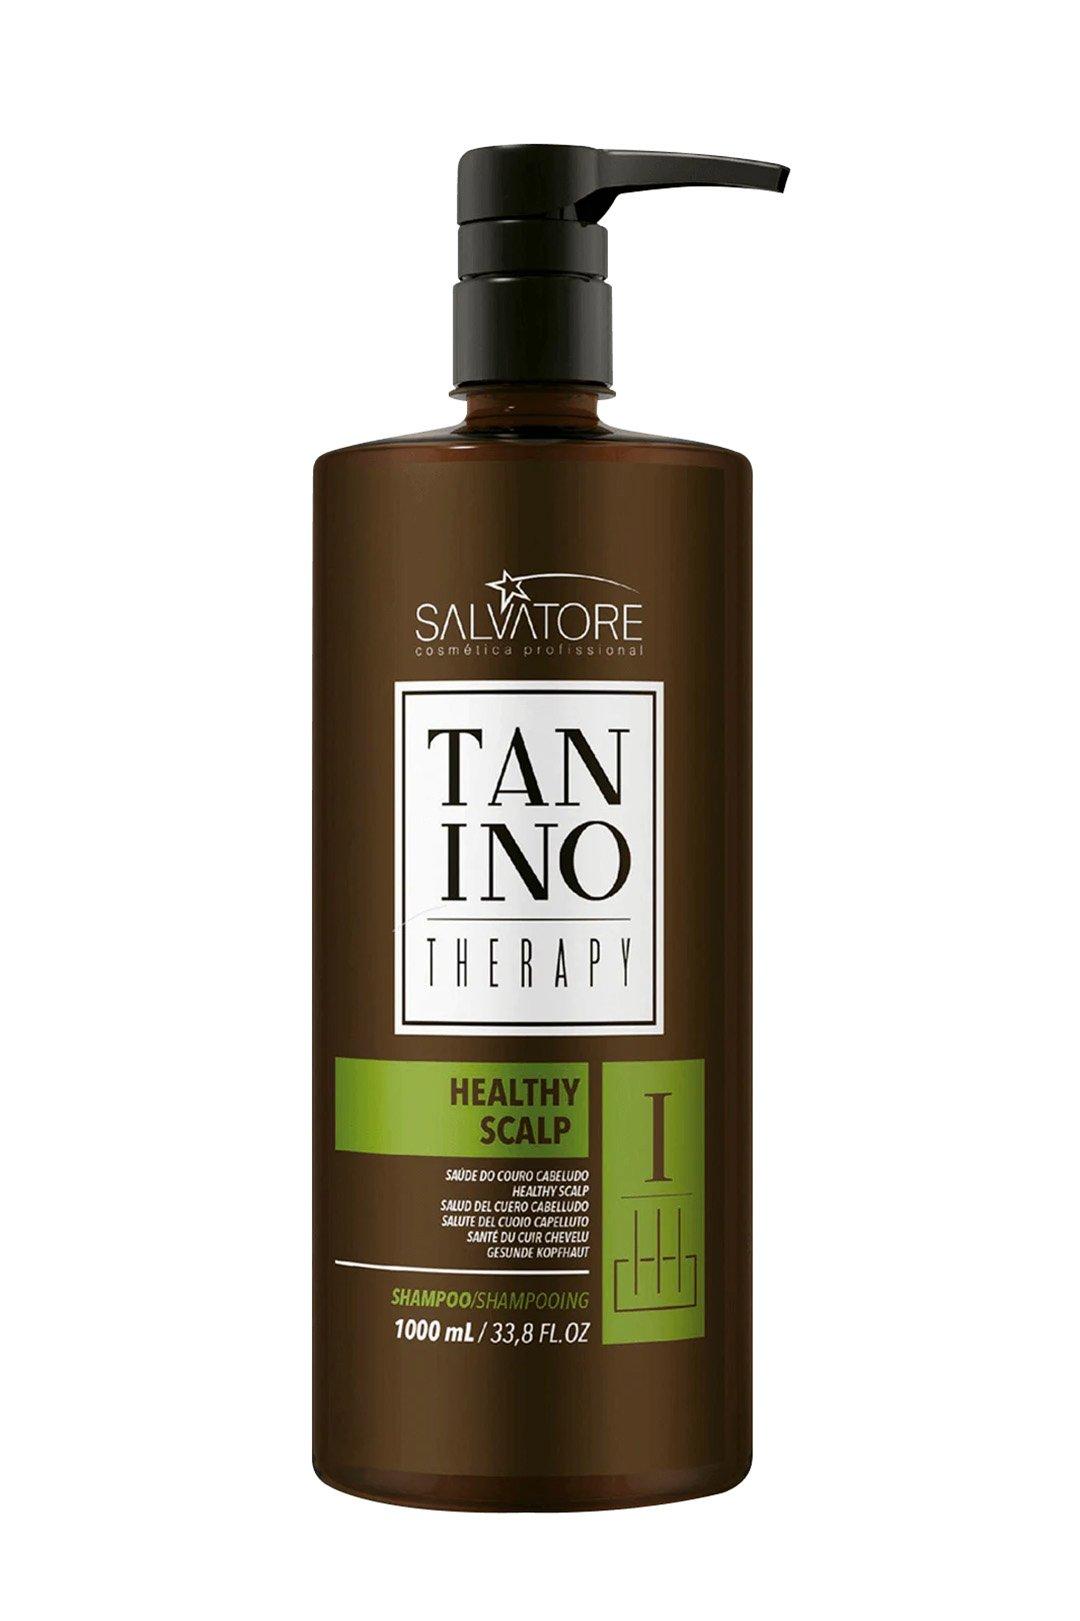 SALVATORE
cosmética profissional
TAN
INO
THERAPY
HEALTHY
SCALP
I
SAÚDE DO COURO CABELUDO
HEALTHY SCALP
SALUD DEL CUERO CABELLUDO
SALUTE DEL CUOIO CAPELLUTO
SANTÉ DU CUIR CHEVELU
GESUNDE KOPFHAUT
SHAMPOO/SHAMPOOING
1000 mL / 33,8 FL.OZ